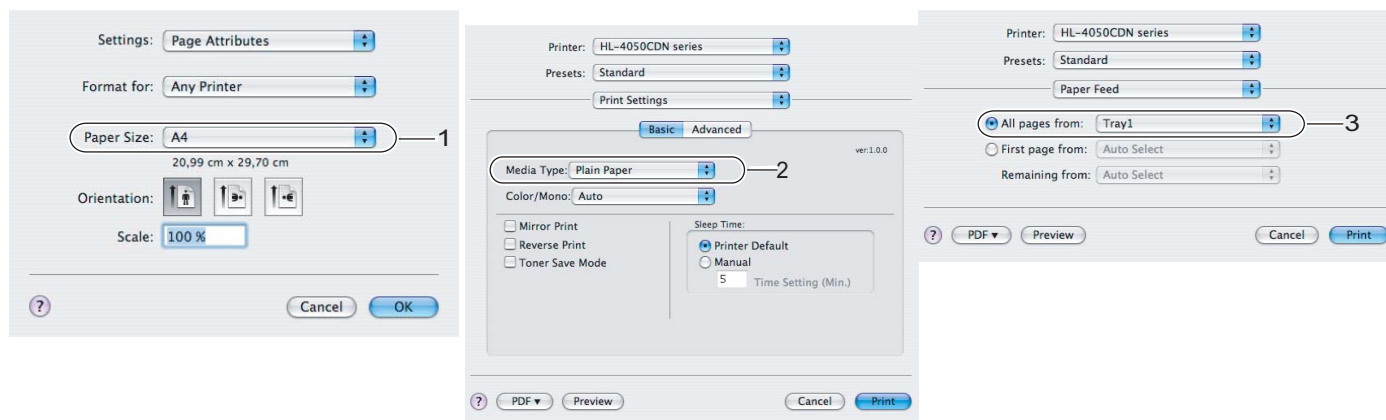 Settings: Page Attributes
Format for: Any Printer
Paper Size: A4
1
20,99 cm x 29,70 cm
Orientation:
Scale: 100 %
? Cancel OK
Printer: HL-4050CDN series
Presets: Standard
Print Settings
Basic Advanced
ver:1.0.0
Media Type: Plain Paper
2
Color/Mono: Auto
Mirror Print
Reverse Print
Toner Save Mode
Sleep Time:
Printer Default
Manual
5 Time Setting (Min.)
? PDF ▾ Preview Cancel Print
Printer: HL-4050CDN series
Presets: Standard
Paper Feed
All pages from: Tray1
3
First page from: Auto Select
Remaining from: Auto Select
? PDF ▾ Preview Cancel Print